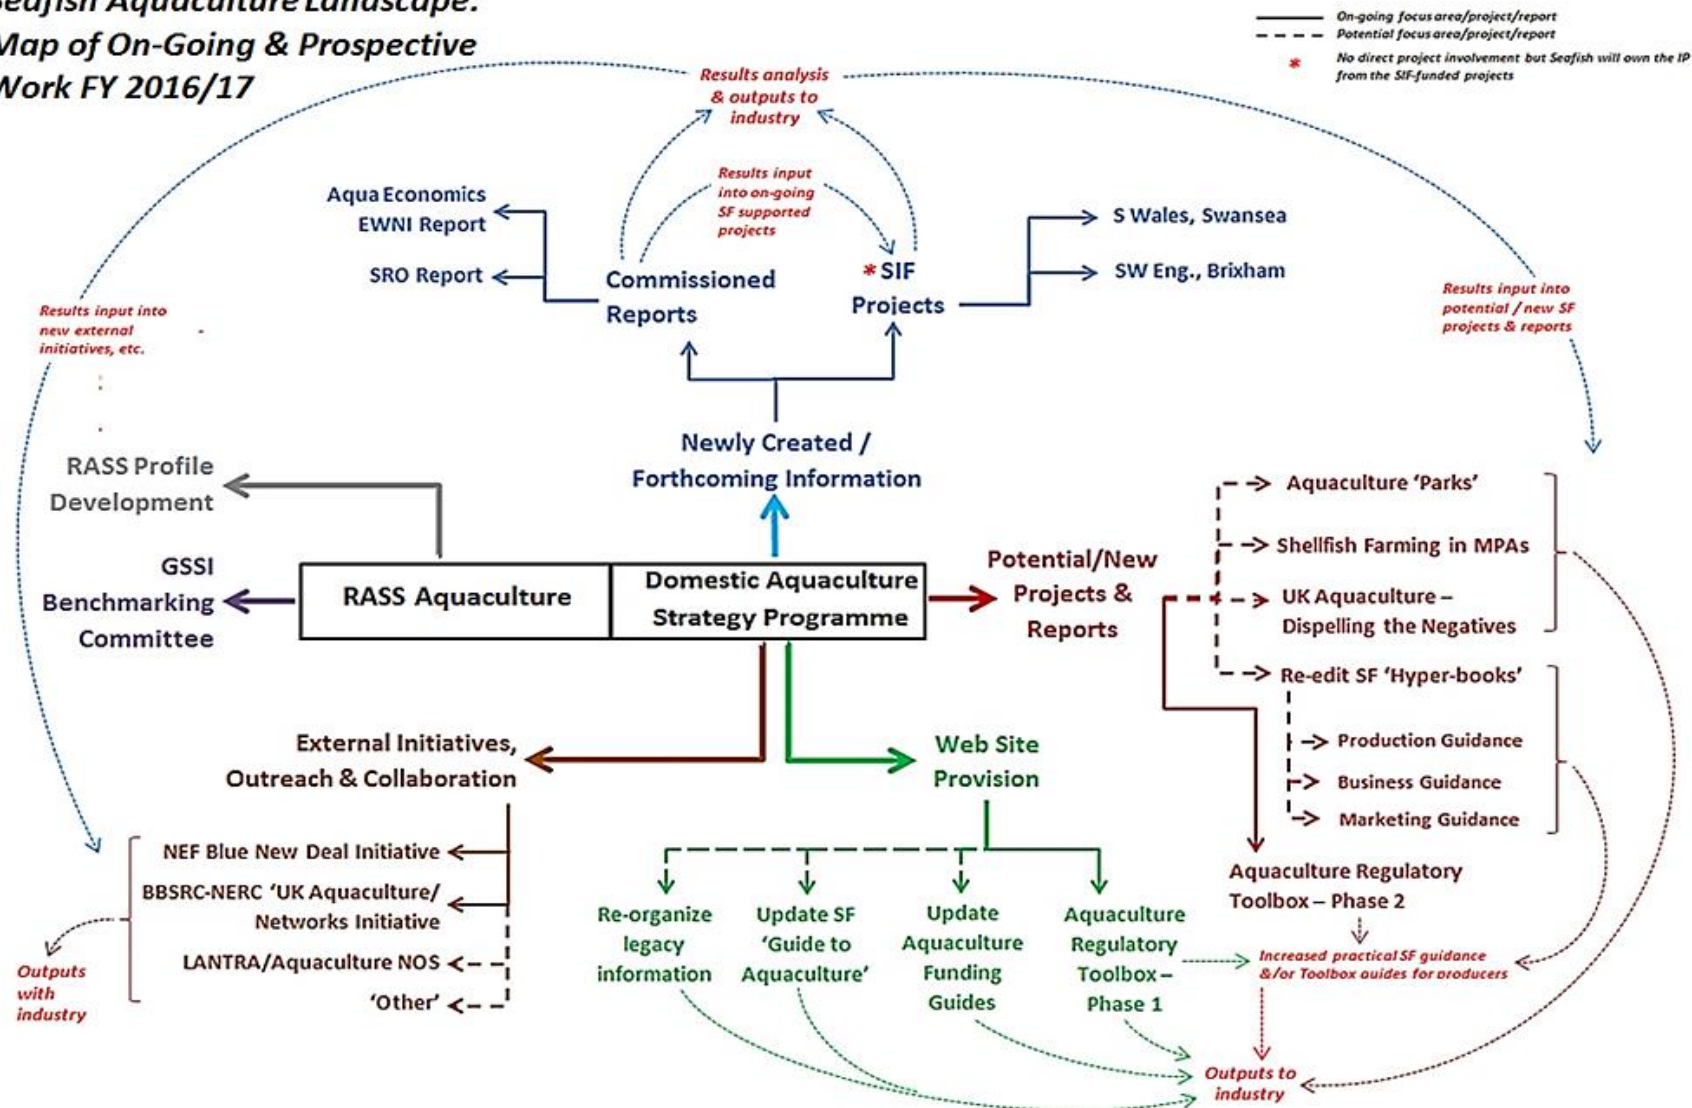 Seafish Aquaculture Landscape:
Map of On-Going & Prospective
Work FY 2016/17
On-going focus area/project/report
Potential focus area/project/report
* No direct project involvement but Seafish will own the IP
from the SIF-funded projects
Results analysis
& outputs to
industry
Results input
into on-going
SF supported
projects
Aqua Economics
EWNI Report
SRO Report
Commissioned
Reports
* SIF
Projects
S Wales, Swansea
SW Eng., Brixham
Results input into
new external
initiatives, etc.
Results input into
potential / new SF
projects & reports
Newly Created /
Forthcoming Information
RASS Profile
Development
GSSI
Benchmarking
Committee
RASS Aquaculture
Domestic Aquaculture
Strategy Programme
Potential/New
Projects &
Reports
Aquaculture ‘Parks’
Shellfish Farming in MPAs
UK Aquaculture –
Dispelling the Negatives
Re-edit SF ‘Hyper-books’
Production Guidance
Business Guidance
Marketing Guidance
Aquaculture Regulatory
Toolbox – Phase 2
External Initiatives,
Outreach & Collaboration
Web Site
Provision
NEF Blue New Deal Initiative
BBSRC-NERC ‘UK Aquaculture/
Networks Initiative
LANTRA/Aquaculture NOS
‘Other’
Outputs
with
industry
Re-organize
legacy
information
Update SF
‘Guide to
Aquaculture’
Update
Aquaculture
Funding
Guides
Aquaculture
Regulatory
Toolbox –
Phase 1
Increased practical SF guidance
&/or Toolbox guides for producers
Outputs to
industry